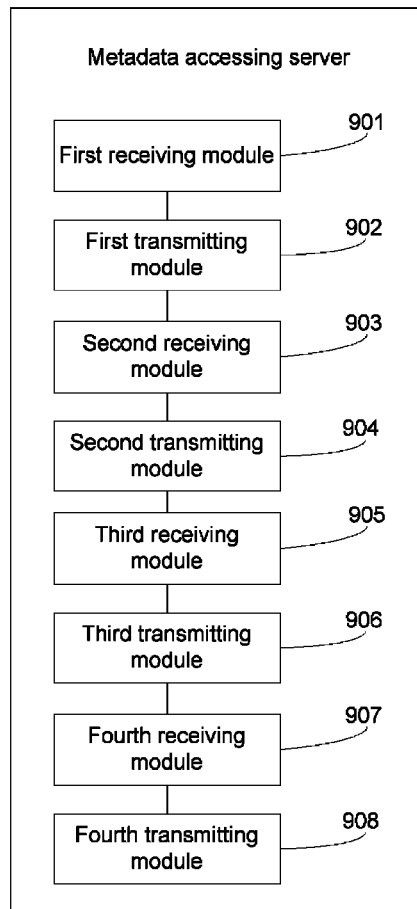 Metadata accessing server
901
First receiving module
902
First transmitting
module
903
Second receiving
module
904
Second transmitting
module
905
Third receiving
module
906
Third transmitting
module
907
Fourth receiving
module
908
Fourth transmitting
module